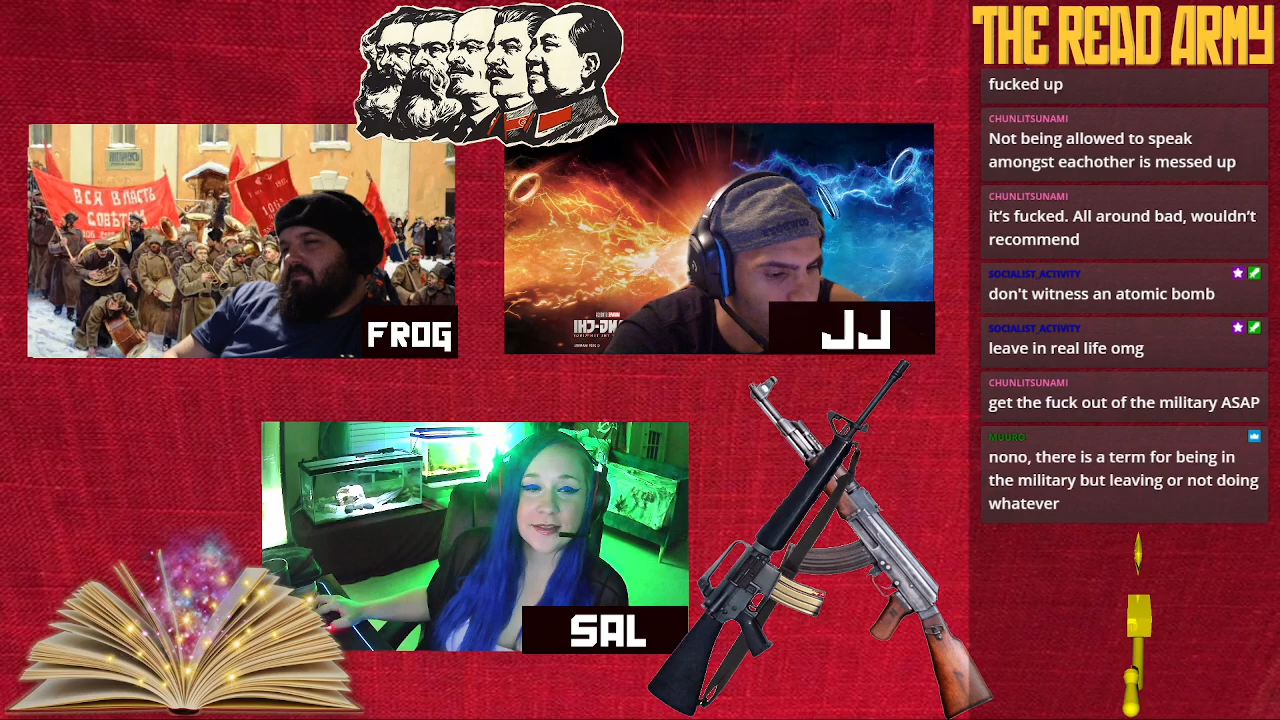 THE READ ARMY
fucked up
CHUNLITSUNAMI
Not being allowed to speak
amongst eachother is messed up
CHUNLITSUNAMI
it's fucked. All around bad, wouldn't
recommend
SOCIALIST_ACTIVITY
don't witness an atomic bomb
SOCIALIST_ACTIVITY
leave in real life omg
CHUNLITSUNAMI
get the fuck out of the military ASAP
MUURO
nono, there is a term for being in
the military but leaving or not doing
whatever
ВСЯ ВЛАСТЬ
СОВѢТАМ
FROG
JJ
SAL